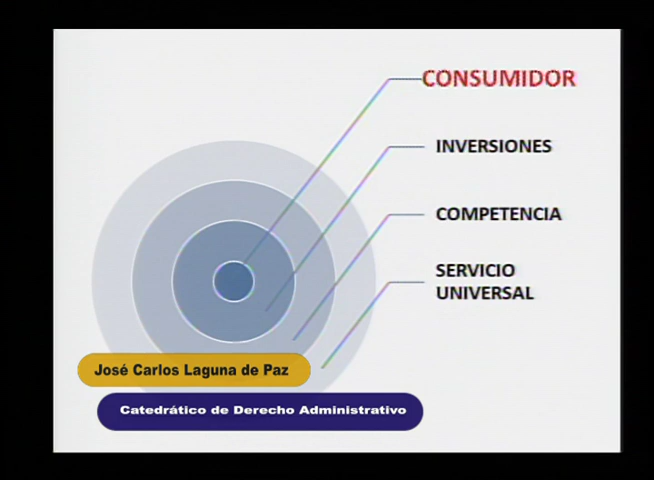 CONSUMIDOR
INVERSIONES
COMPETENCIA
SERVICIO
UNIVERSAL
José Carlos Laguna de Paz
Catedrático de Derecho Administrativo